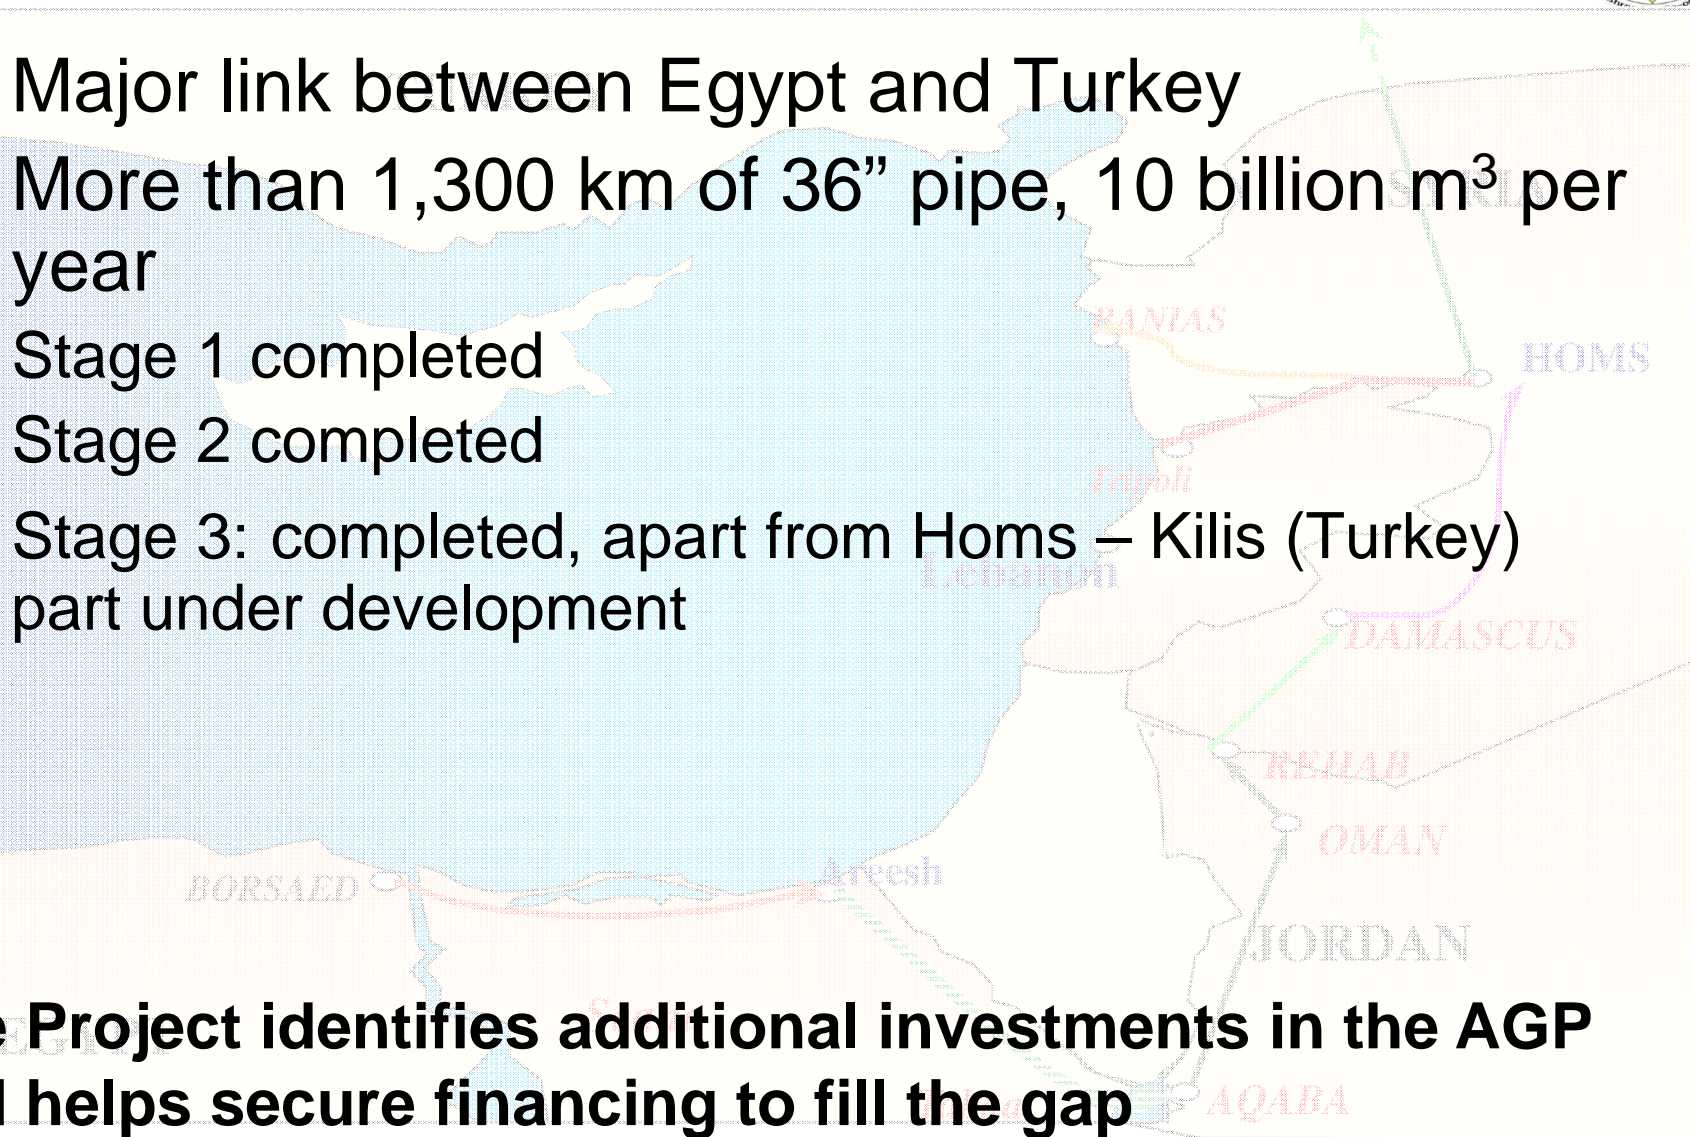 Major link between Egypt and Turkey
More than 1,300 km of 36” pipe, 10 billion m³ per
year
Stage 1 completed
Stage 2 completed
Stage 3: completed, apart from Homs – Kilis (Turkey)
part under development
Project identifies additional investments in the AGP
helps secure financing to fill the gap
BANIAS
HOMS
Tripoli
Lebanon
DAMASCUS
REHAB
OMAN
Areesh
BORSAED
JORDAN
AQABA